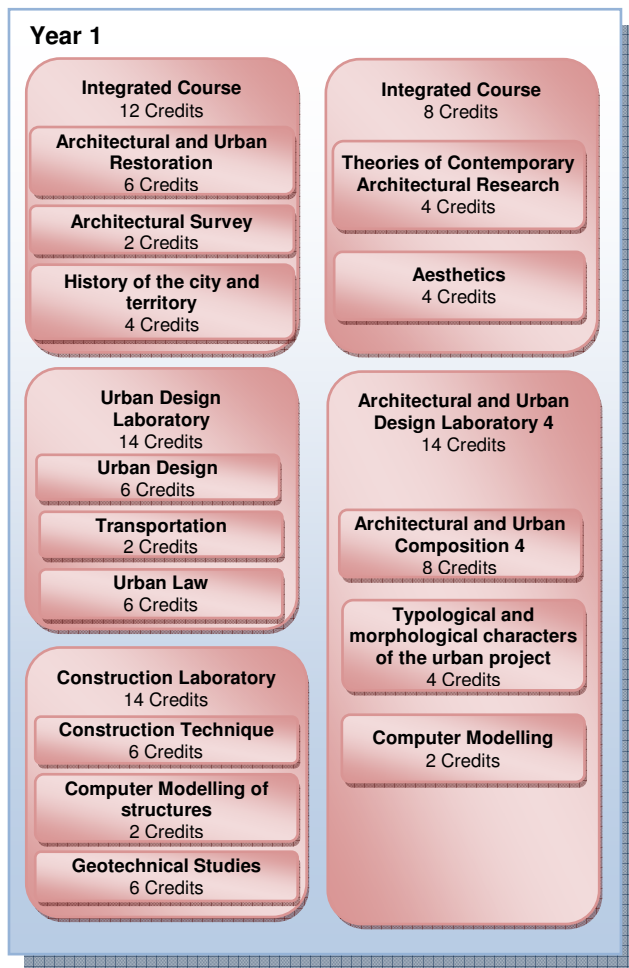 Year 1
Integrated Course
12 Credits
Architectural and Urban
Restoration
6 Credits
Architectural Survey
2 Credits
History of the city and
territory
4 Credits
Integrated Course
8 Credits
Theories of Contemporary
Architectural Research
4 Credits
Aesthetics
4 Credits
Urban Design
Laboratory
14 Credits
Urban Design
6 Credits
Transportation
2 Credits
Urban Law
6 Credits
Architectural and Urban
Design Laboratory 4
14 Credits
Architectural and Urban
Composition 4
8 Credits
Typological and
morphological characters
of the urban project
4 Credits
Computer Modelling
2 Credits
Construction Laboratory
14 Credits
Construction Technique
6 Credits
Computer Modelling of
structures
2 Credits
Geotechnical Studies
6 Credits